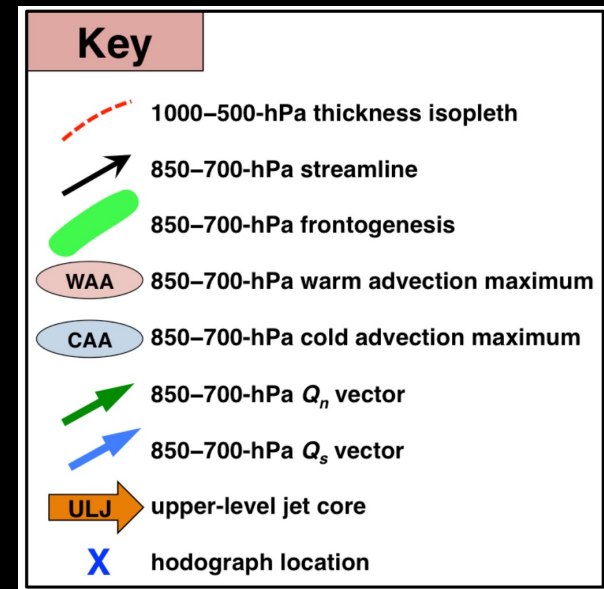 Key
1000–500-hPa thickness isopleth
850–700-hPa streamline
850–700-hPa frontogenesis
WAA 850–700-hPa warm advection maximum
CAA 850–700-hPa cold advection maximum
850–700-hPa Qn vector
850–700-hPa Qs vector
ULJ upper-level jet core
X hodograph location